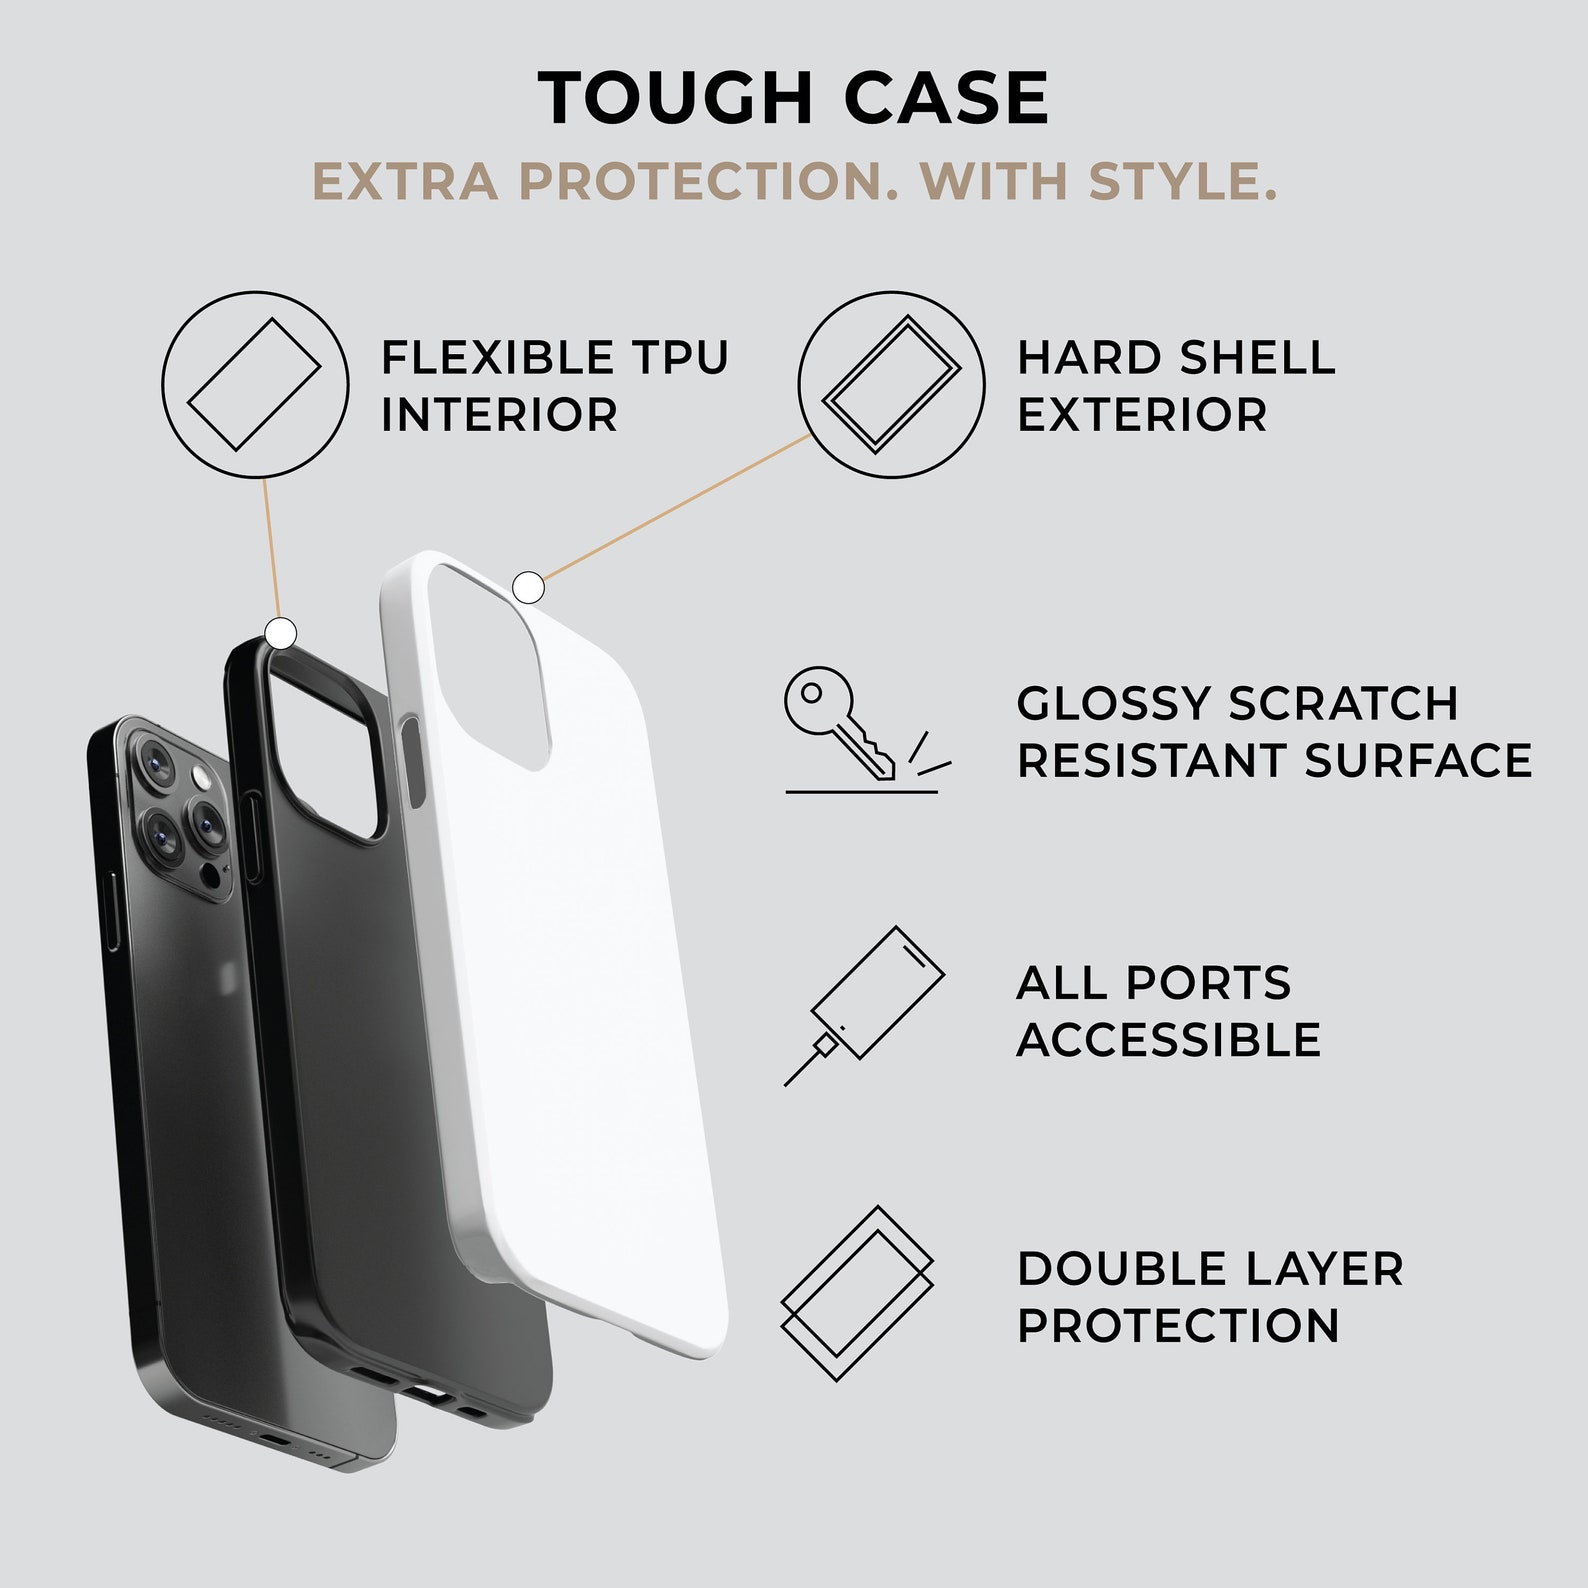 TOUGH CASE
EXTRA PROTECTION. WITH STYLE.
FLEXIBLE TPU
INTERIOR
HARD SHELL
EXTERIOR
GLOSSY SCRATCH
RESISTANT SURFACE
ALL PORTS
ACCESSIBLE
DOUBLE LAYER
PROTECTION